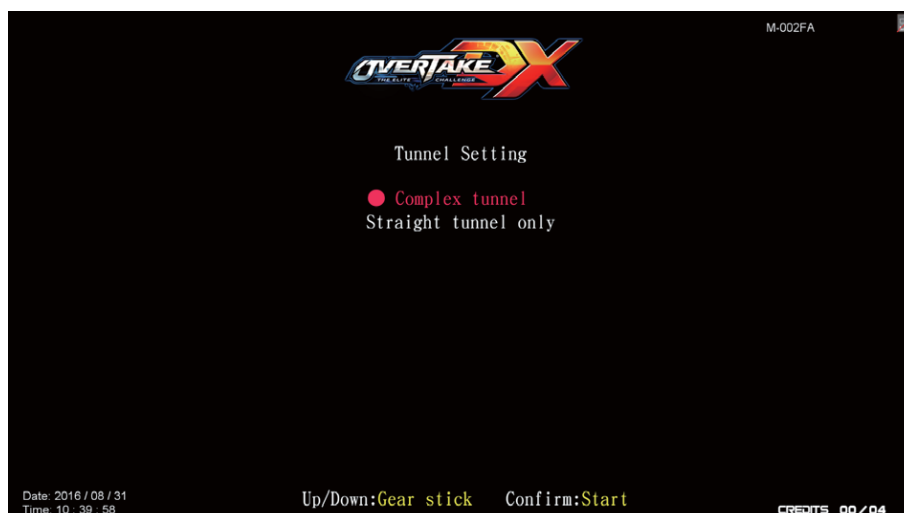 M-002FA
OVERTAKE DX
THE ELITE CHALLENGE
Tunnel Setting
Complex tunnel
Straight tunnel only
Up/Down:Gear stick Confirm:Start
Date: 2016 / 08 / 31
Time: 10 : 39 : 58
CREDITS 00/04